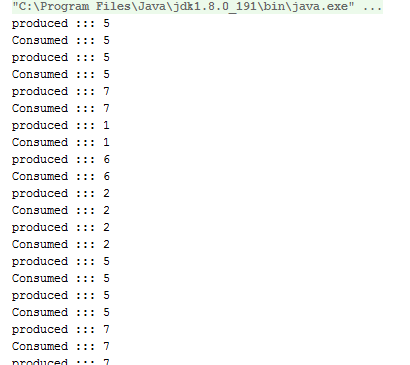 "C:\Program Files\Java\jdk1.8.0_191\bin\java.exe" ...
produced ::: 5
Consumed ::: 5
produced ::: 5
Consumed ::: 5
produced ::: 7
Consumed ::: 7
produced ::: 1
Consumed ::: 1
produced ::: 6
Consumed ::: 6
produced ::: 2
Consumed ::: 2
produced ::: 2
Consumed ::: 2
produced ::: 5
Consumed ::: 5
produced ::: 5
Consumed ::: 5
produced ::: 7
Consumed ::: 7
produced ::: 7